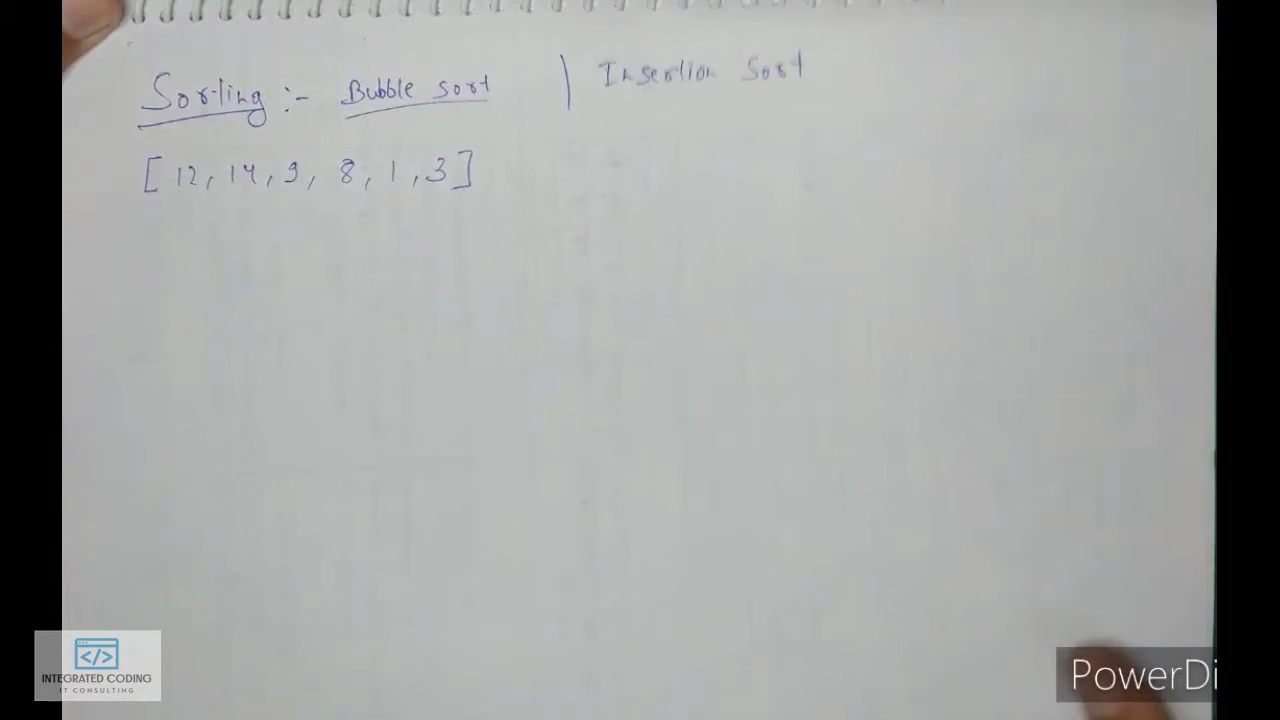 Sorting :- Bubble sort | Insertion Sort
[ 12, 14, 9, 8, 1, 3 ]
</>
INTEGRATED CODING
IT CONSULTING
PowerDi